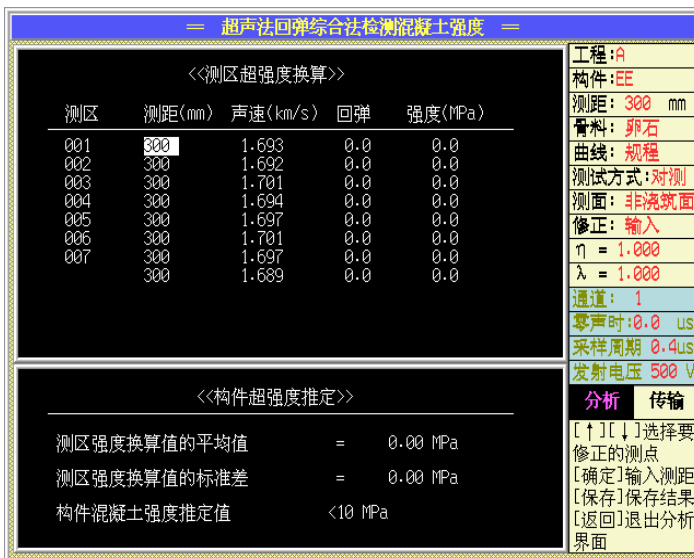 ═ 超声法回弹综合法检测混凝土强度 ═
<<测区超强度换算>>
测区 测距(mm) 声速(km/s) 回弹 强度(MPa)
001 300 1.693 0.0 0.0
002 300 1.692 0.0 0.0
003 300 1.701 0.0 0.0
004 300 1.694 0.0 0.0
005 300 1.697 0.0 0.0
006 300 1.701 0.0 0.0
007 300 1.697 0.0 0.0
300 1.689 0.0 0.0
<<构件超强度推定>>
测区强度换算值的平均值 = 0.00 MPa
测区强度换算值的标准差 = 0.00 MPa
构件混凝土强度推定值 <10 MPa
工程:A
构件:EE
测距: 300 mm
骨料: 卵石
曲线: 规程
测试方式:对测
测面: 非浇筑面
修正: 输入
η = 1.000
λ = 1.000
通道: 1
零声时:0.0 us
采样周期 0.4us
发射电压 500 V
分析 传输
[↑][↓]选择要
修正的测点
[确定]输入测距
[保存]保存结果
[返回]退出分析
界面